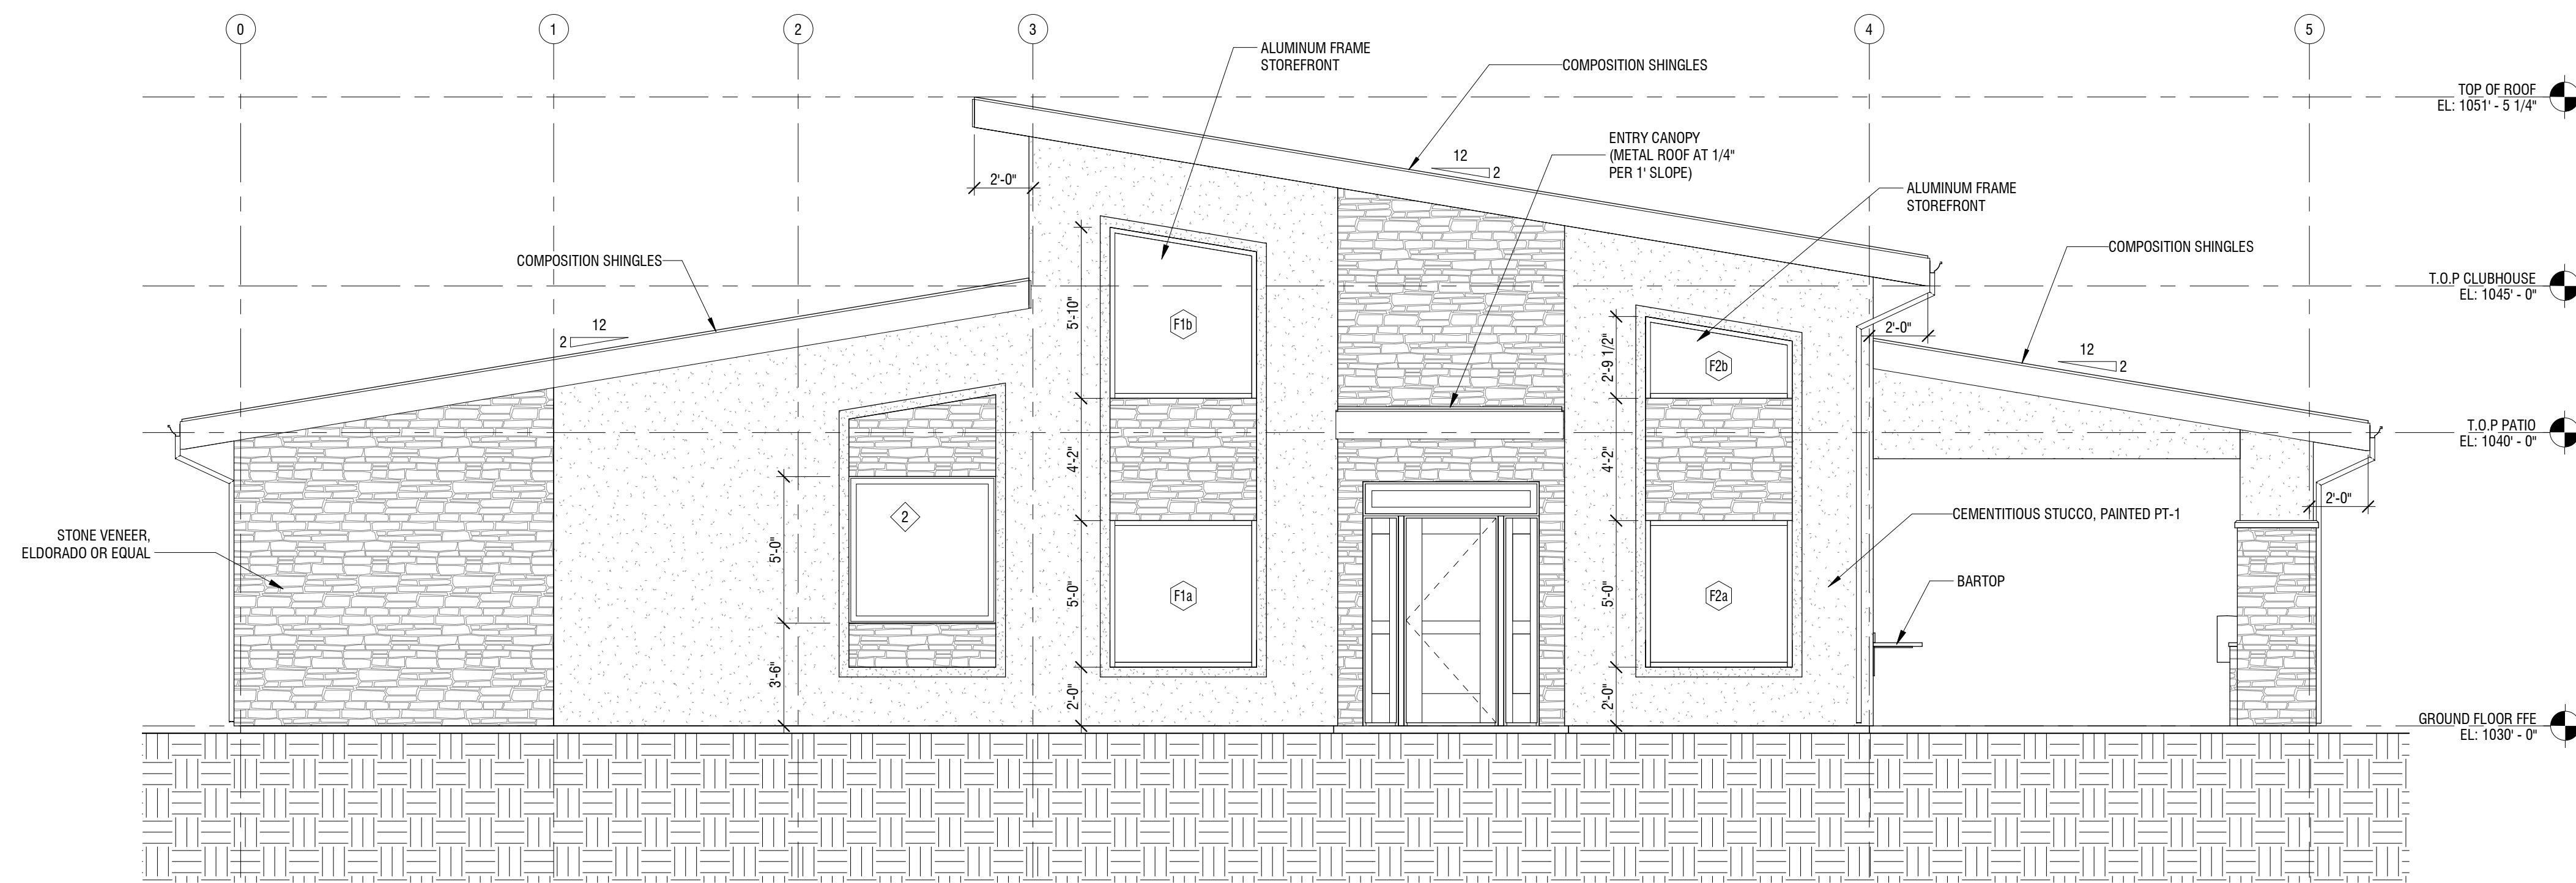 0
1
2
3
4
5
ALUMINUM FRAME
STOREFRONT
COMPOSITION SHINGLES
TOP OF ROOF
EL: 1051' - 5 1/4"
ENTRY CANOPY
(METAL ROOF AT 1/4"
PER 1' SLOPE)
12
2
2'-0"
ALUMINUM FRAME
STOREFRONT
COMPOSITION SHINGLES
COMPOSITION SHINGLES
T.O.P CLUBHOUSE
EL: 1045' - 0"
12
2
5'-10"
F1b
2'-0"
2'-9 1/2"
F2b
12
2
T.O.P PATIO
EL: 1040' - 0"
4'-2"
4'-2"
2'-0"
2
STONE VENEER,
ELDORADO OR EQUAL
CEMENTITIOUS STUCCO, PAINTED PT-1
5'-0"
5'-0"
F1a
5'-0"
F2a
BARTOP
3'-6"
2'-0"
2'-0"
GROUND FLOOR FFE
EL: 1030' - 0"